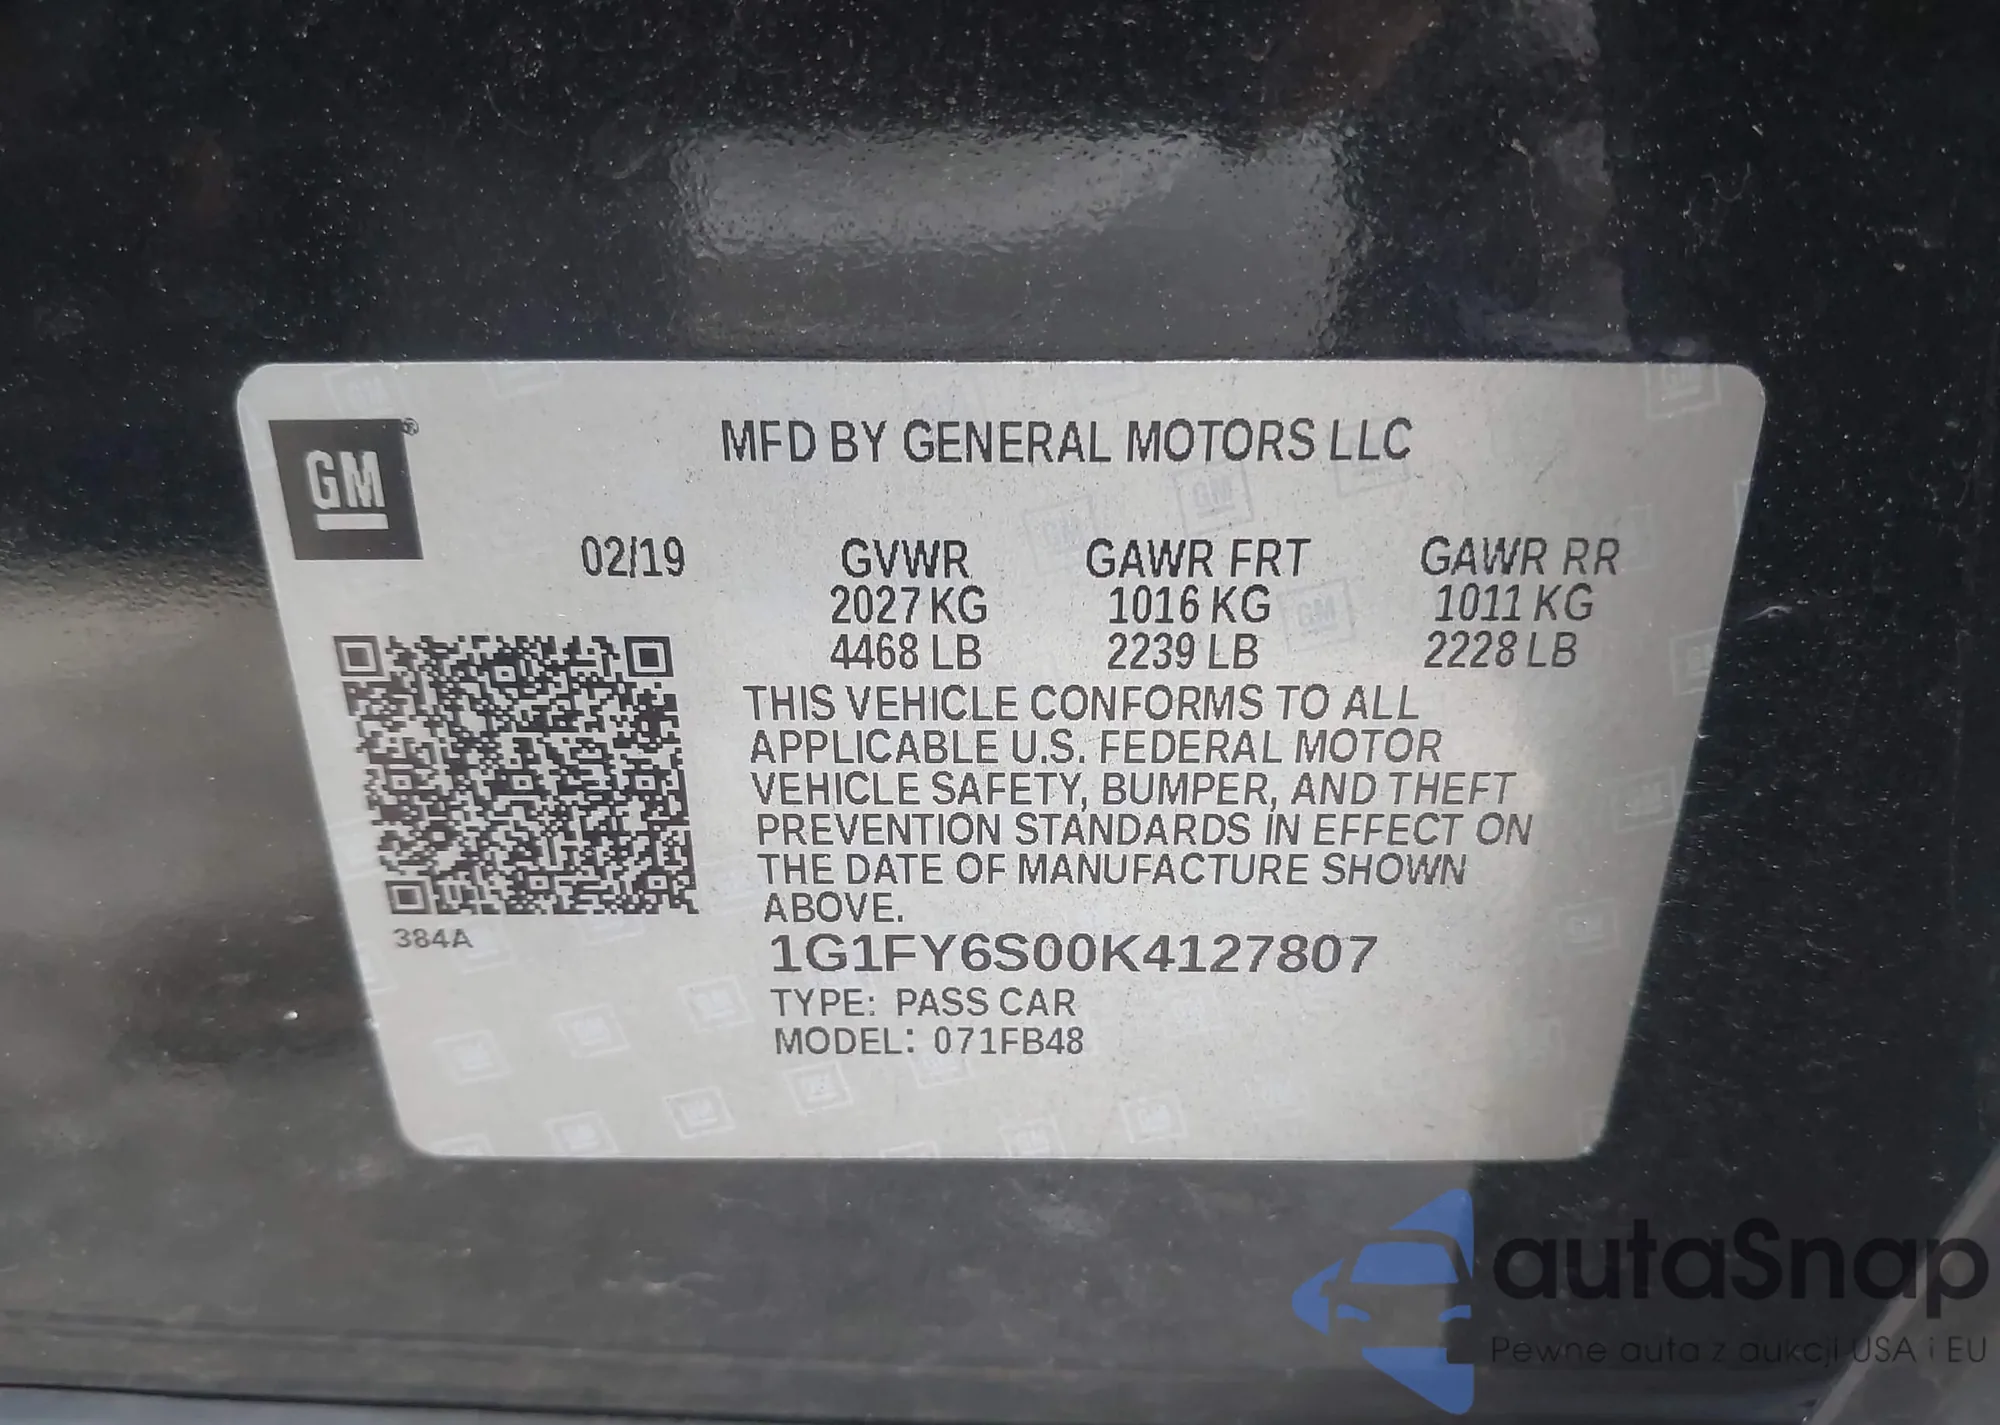 GM®
MFD BY GENERAL MOTORS LLC
02/19 GVWR GAWR FRT GAWR RR
2027 KG 1016 KG 1011 KG
4468 LB 2239 LB 2228 LB
THIS VEHICLE CONFORMS TO ALL
APPLICABLE U.S. FEDERAL MOTOR
VEHICLE SAFETY, BUMPER, AND THEFT
PREVENTION STANDARDS IN EFFECT ON
THE DATE OF MANUFACTURE SHOWN
ABOVE.
384A
1G1FY6S00K4127807
TYPE: PASS CAR
MODEL: 071FB48
autaSnap
Pewne auta z aukcji USA i EU